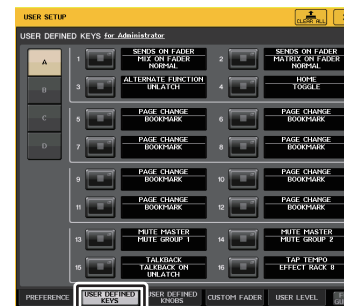 USER SETUP
CLEAR ALL
USER DEFINED KEYS for Administrator
A
B
C
D
1
SENDS ON FADER
MIX ON FADER
NORMAL
2
SENDS ON FADER
MATRIX ON FADER
NORMAL
3
ALTERNATE FUNCTION
UNLATCH
4
HOME
TOGGLE
5
PAGE CHANGE
BOOKMARK
6
PAGE CHANGE
BOOKMARK
7
PAGE CHANGE
BOOKMARK
8
PAGE CHANGE
BOOKMARK
9
PAGE CHANGE
BOOKMARK
10
PAGE CHANGE
BOOKMARK
11
PAGE CHANGE
BOOKMARK
12
PAGE CHANGE
BOOKMARK
13
MUTE MASTER
MUTE GROUP 1
14
MUTE MASTER
MUTE GROUP 2
15
TALKBACK
TALKBACK ON
UNLATCH
16
TAP TEMPO
EFFECT RACK 8
PREFERENCE
USER DEFINED
KEYS
USER DEFINED
KNOBS
CUSTOM FADER
USER LEVEL